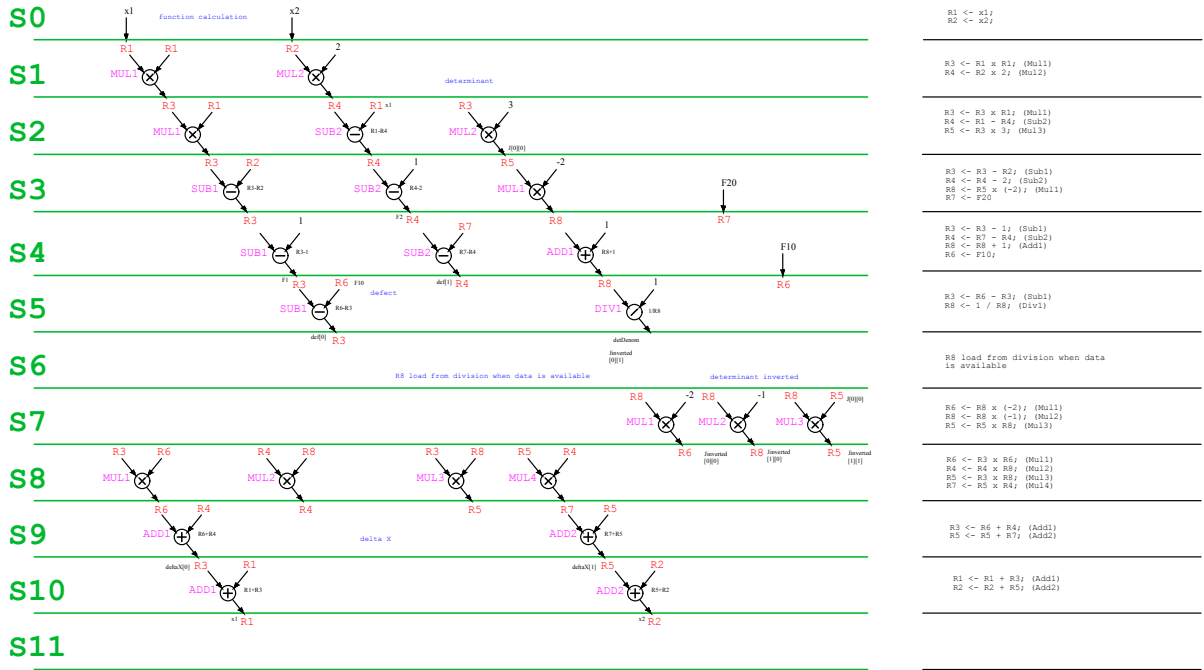 S0
x1
function calculation
x2
R1 <- x1;
R2 <- x2;
R1
R1
R2
2
S1
MUL1
MUL2
determinant
R3 <- R1 x R1; (Mul1)
R4 <- R2 x 2; (Mul2)
R3
R1
R4
R1
x1
R3
3
S2
MUL1
SUB2
R1-R4
MUL2
J[0][0]
R3 <- R3 x R1; (Mul1)
R4 <- R1 - R4; (Sub2)
R5 <- R3 x 3; (Mul3)
R3
R2
R4
1
R5
-2
S3
SUB1
R3-R2
SUB2
R4-2
MUL1
F20
R3 <- R3 - R2; (Sub1)
R4 <- R4 - 2; (Sub2)
R8 <- R5 x (-2); (Mul1)
R7 <- F20
R3
1
F2
R4
R7
R8
1
R7
S4
SUB1
R3-1
SUB2
R7-R4
ADD1
R8+1
F10
R3 <- R3 - 1; (Sub1)
R4 <- R7 - R4; (Sub2)
R8 <- R8 + 1; (Add1)
R6 <- F10;
F1
R3
R6
F10
def[1]
R4
R8
1
R6
S5
defect
SUB1
R6-R3
DIV1
1/R8
R3 <- R6 - R3; (Sub1)
R8 <- 1 / R8; (Div1)
def[0]
R3
detDenom
S6
Jinverted
[0][1]
R8 load from division when data is available
determinant inverted
R8 load from division when data
is available
R8
-2
R8
-1
R8
R5
J[0][0]
S7
MUL1
MUL2
MUL3
R6 <- R8 x (-2); (Mul1)
R8 <- R8 x (-1); (Mul2)
R5 <- R5 x R8; (Mul3)
R6
Jinverted
[0][0]
R8
Jinverted
[1][0]
R5
Jinverted
[1][1]
R3
R6
R4
R8
R3
R8
R5
R4
S8
MUL1
MUL2
MUL3
MUL4
R6 <- R3 x R6; (Mul1)
R4 <- R4 x R8; (Mul2)
R5 <- R3 x R8; (Mul3)
R7 <- R5 x R4; (Mul4)
R6
R4
R4
R5
R7
R5
S9
ADD1
R6+R4
delta X
ADD2
R7+R5
R3 <- R6 + R4; (Add1)
R5 <- R5 + R7; (Add2)
deltaX[0]
R3
R1
deltaX[1]
R5
R2
S10
ADD1
R1+R3
ADD2
R5+R2
R1 <- R1 + R3; (Add1)
R2 <- R2 + R5; (Add2)
x1
R1
x2
R2
S11